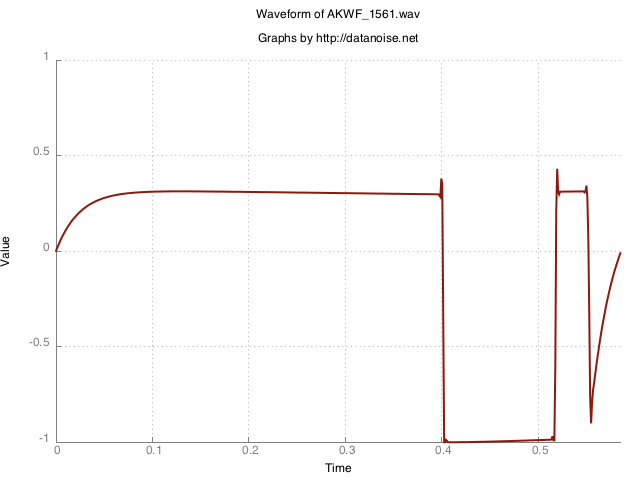 Waveform of AKWF_1561.wav
Graphs by http://datanoise.net
1
0.5
0
-0.5
-1
0 0.1 0.2 0.3 0.4 0.5
Value
Time